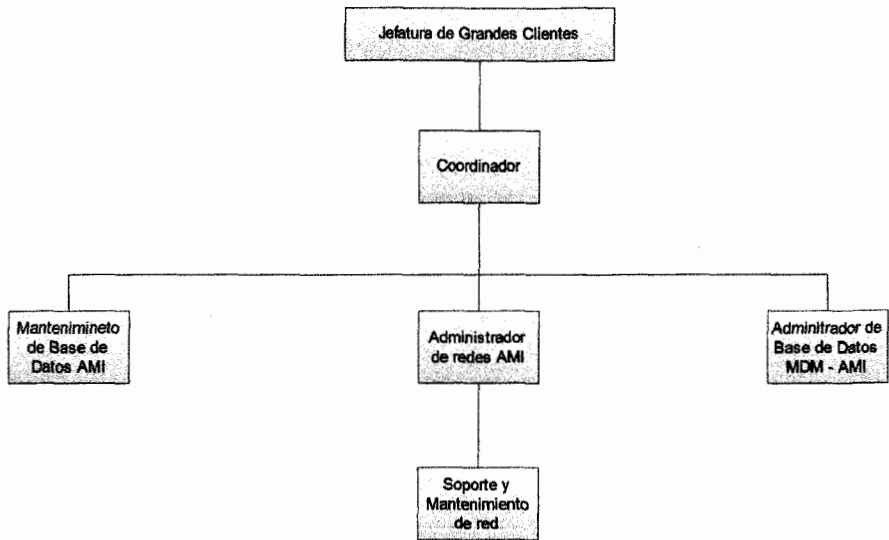 Jefatura de Grandes Clientes
Coordinador
Mantenimineto
de Base de
Datos AMI
Administrador
de redes AMI
Adminitrador de
Base de Datos
MDM - AMI
Soporte y
Mantenimiento
de red